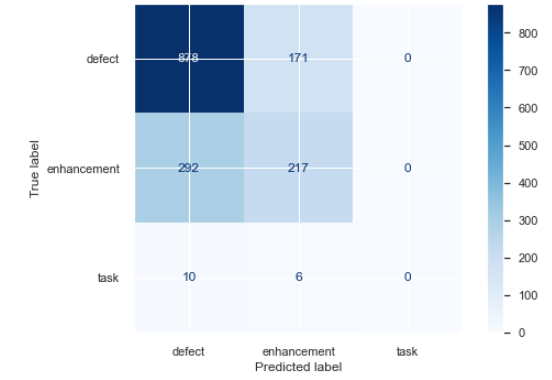 defect 878 171 0
enhancement 292 217 0
task 10 6 0
defect enhancement task
Predicted label
True label
800
700
600
500
400
300
200
100
0